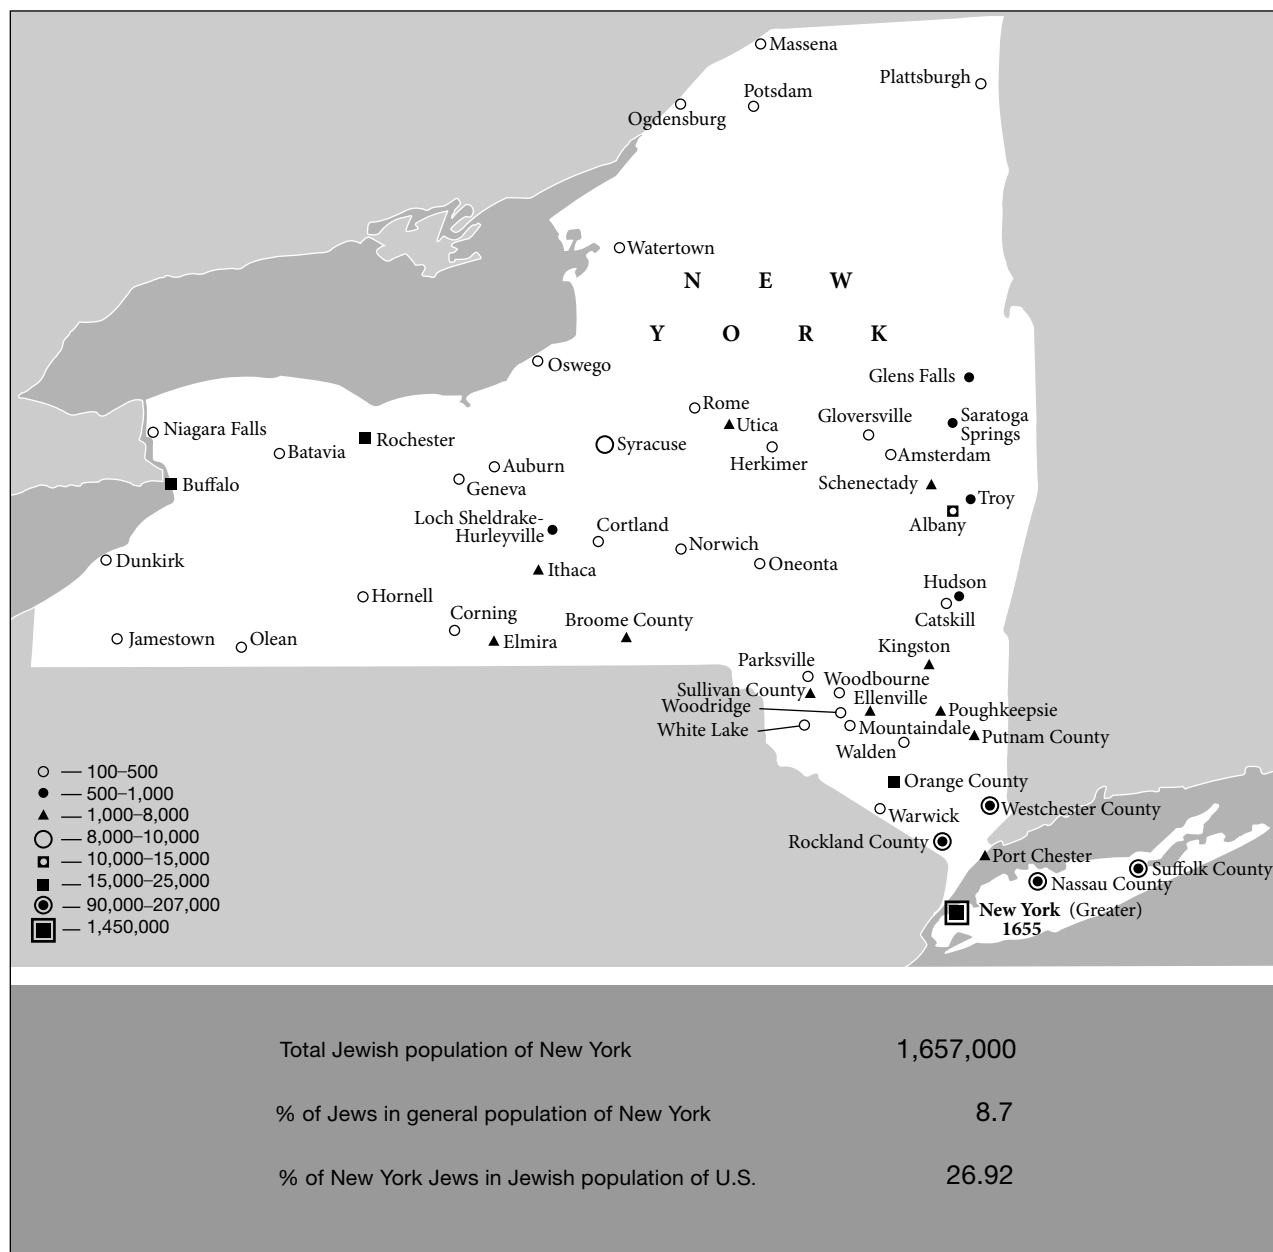 Massena
Plattsburgh
Potsdam
Ogdensburg
Watertown
N E W
Y O R K
Oswego
Glens Falls
Rome
Gloversville
Saratoga
Springs
Utica
Niagara Falls
Rochester
Syracuse
Batavia
Herkimer
Amsterdam
Auburn
Buffalo
Geneva
Schenectady
Troy
Loch Sheldrake-
Hurleyville
Cortland
Albany
Norwich
Dunkirk
Ithaca
Oneonta
Hudson
Hornell
Corning
Broome County
Catskill
Jamestown
Olean
Elmira
Kingston
Parksville
Woodbourne
Sullivan County
Ellenville
Woodridge
Poughkeepsie
White Lake
Mountaindale
Putnam County
Walden
Orange County
Westchester County
Warwick
Rockland County
Port Chester
Suffolk County
Nassau County
New York (Greater)
1655
— 100–500
— 500–1,000
— 1,000–8,000
— 8,000–10,000
— 10,000–15,000
— 15,000–25,000
— 90,000–207,000
— 1,450,000
Total Jewish population of New York 1,657,000
% of Jews in general population of New York 8.7
% of New York Jews in Jewish population of U.S. 26.92